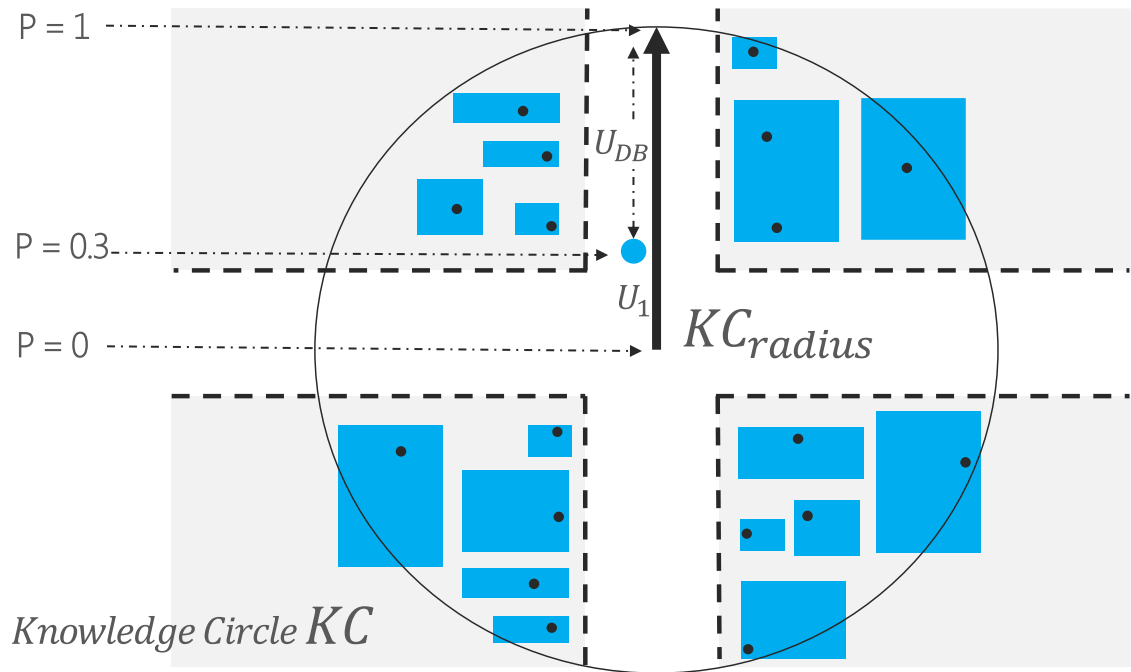 P = 1
U_DB
P = 0.3
U_1
P = 0
KC_radius
Knowledge Circle KC